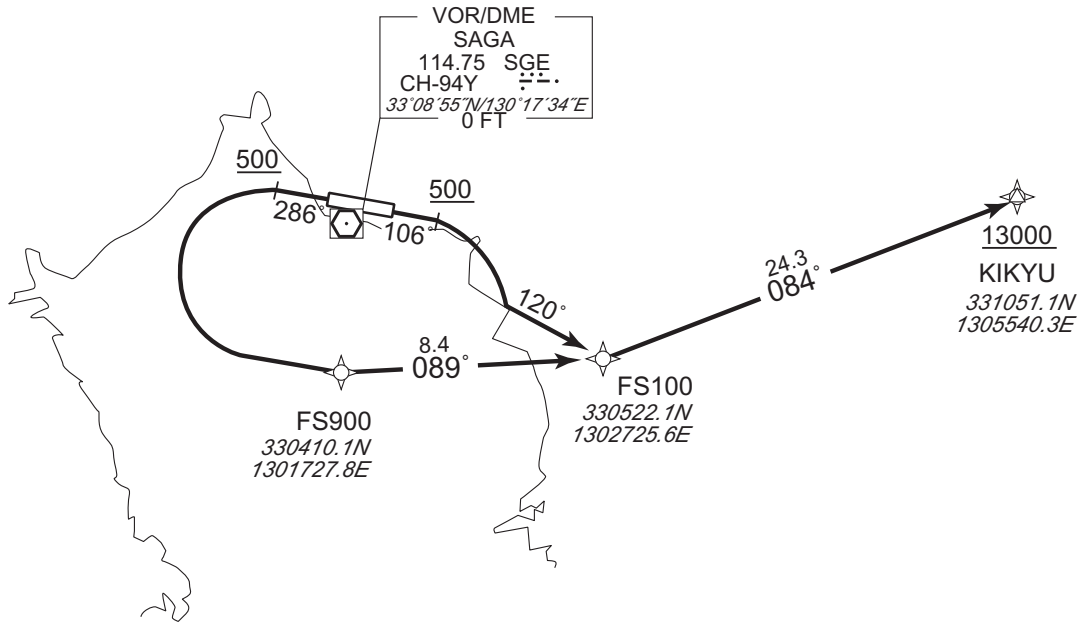 VOR/DME
SAGA
114.75 SGE
CH-94Y
33°08′55″N/130°17′34″E
0 FT
500
500
286°
106°
120°
8.4
089°
24.3
084°
13000
KIKYU
331051.1N
1305540.3E
FS100
330522.1N
1302725.6E
FS900
330410.1N
1301727.8E